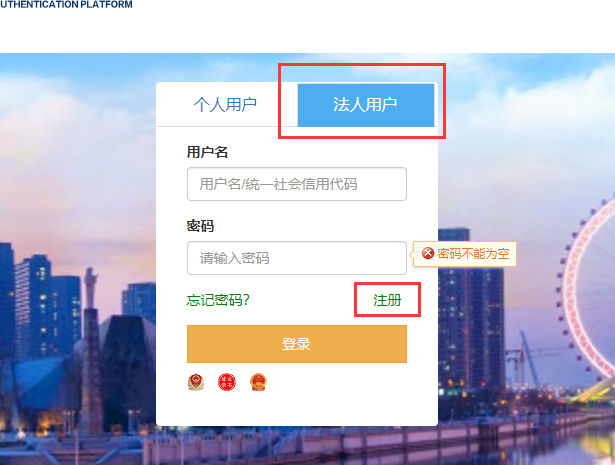 UTHENTICATION PLATFORM
个人用户
法人用户
用户名
用户名/统一社会信用代码
密码
请输入密码
密码不能为空
忘记密码?
注册
登录